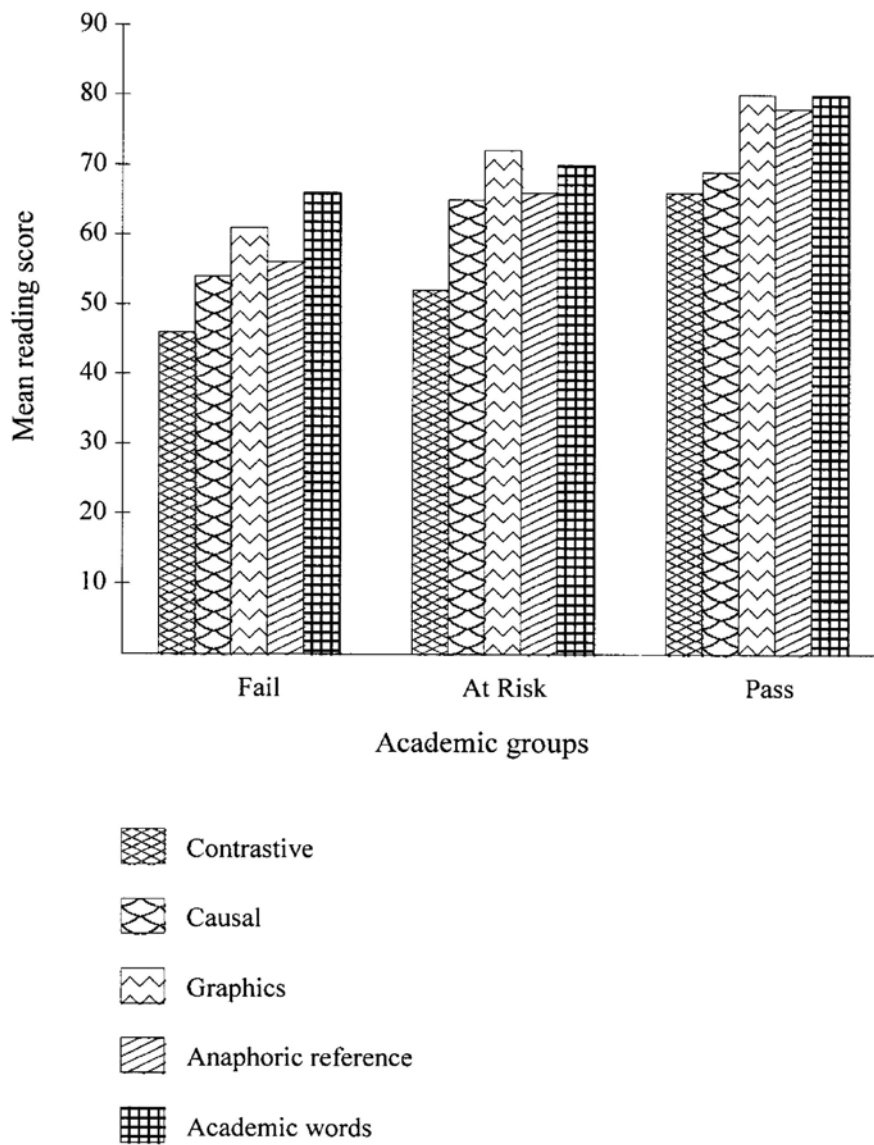 90
80
70
60
50
40
30
20
10
Mean reading score
Fail At Risk Pass
Academic groups
Contrastive
Causal
Graphics
Anaphoric reference
Academic words